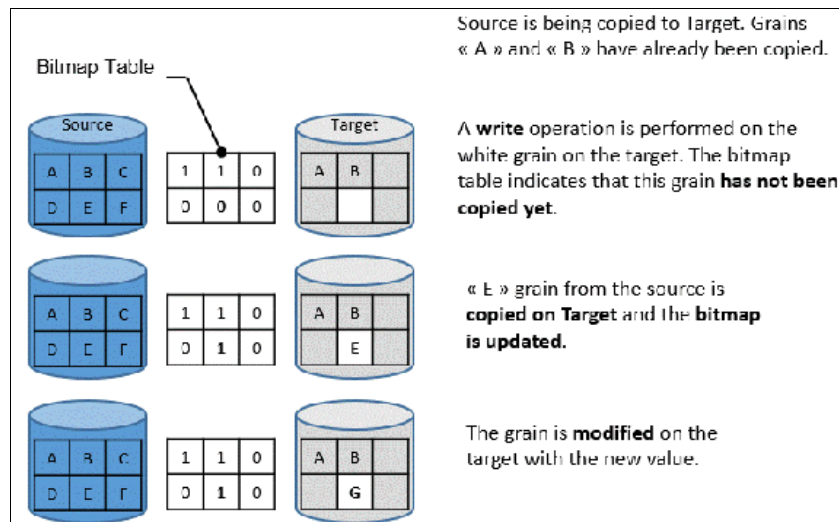 Source is being copied to Target. Grains
« A » and « B » have already been copied.
Bitmap Table
Source
Target
A B C
D E F
1 1 0
0 0 0
A B
A write operation is performed on the
white grain on the target. The bitmap
table indicates that this grain has not been
copied yet.
A B C
D E F
1 1 0
0 1 0
A B
E
« E » grain from the source is
copied on Target and the bitmap
is updated.
A B C
D E F
1 1 0
0 1 0
A B
G
The grain is modified on the
target with the new value.